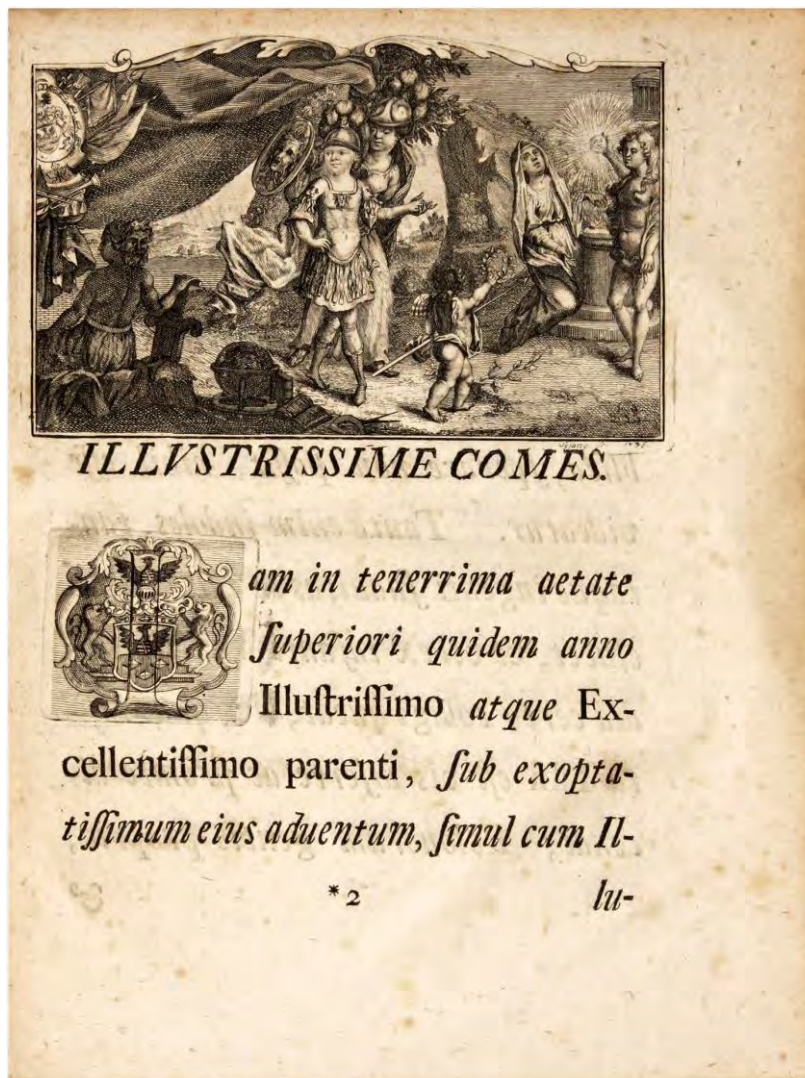 ILLVSTRISSIME COMES.
Iam in tenerrima aetate
ſuperiori quidem anno
Illuſtriſſimo atque Ex-
cellentiſſimo parenti, ſub exopta-
tiſſimum eius aduentum, ſimul cum Il-
*2 lu-